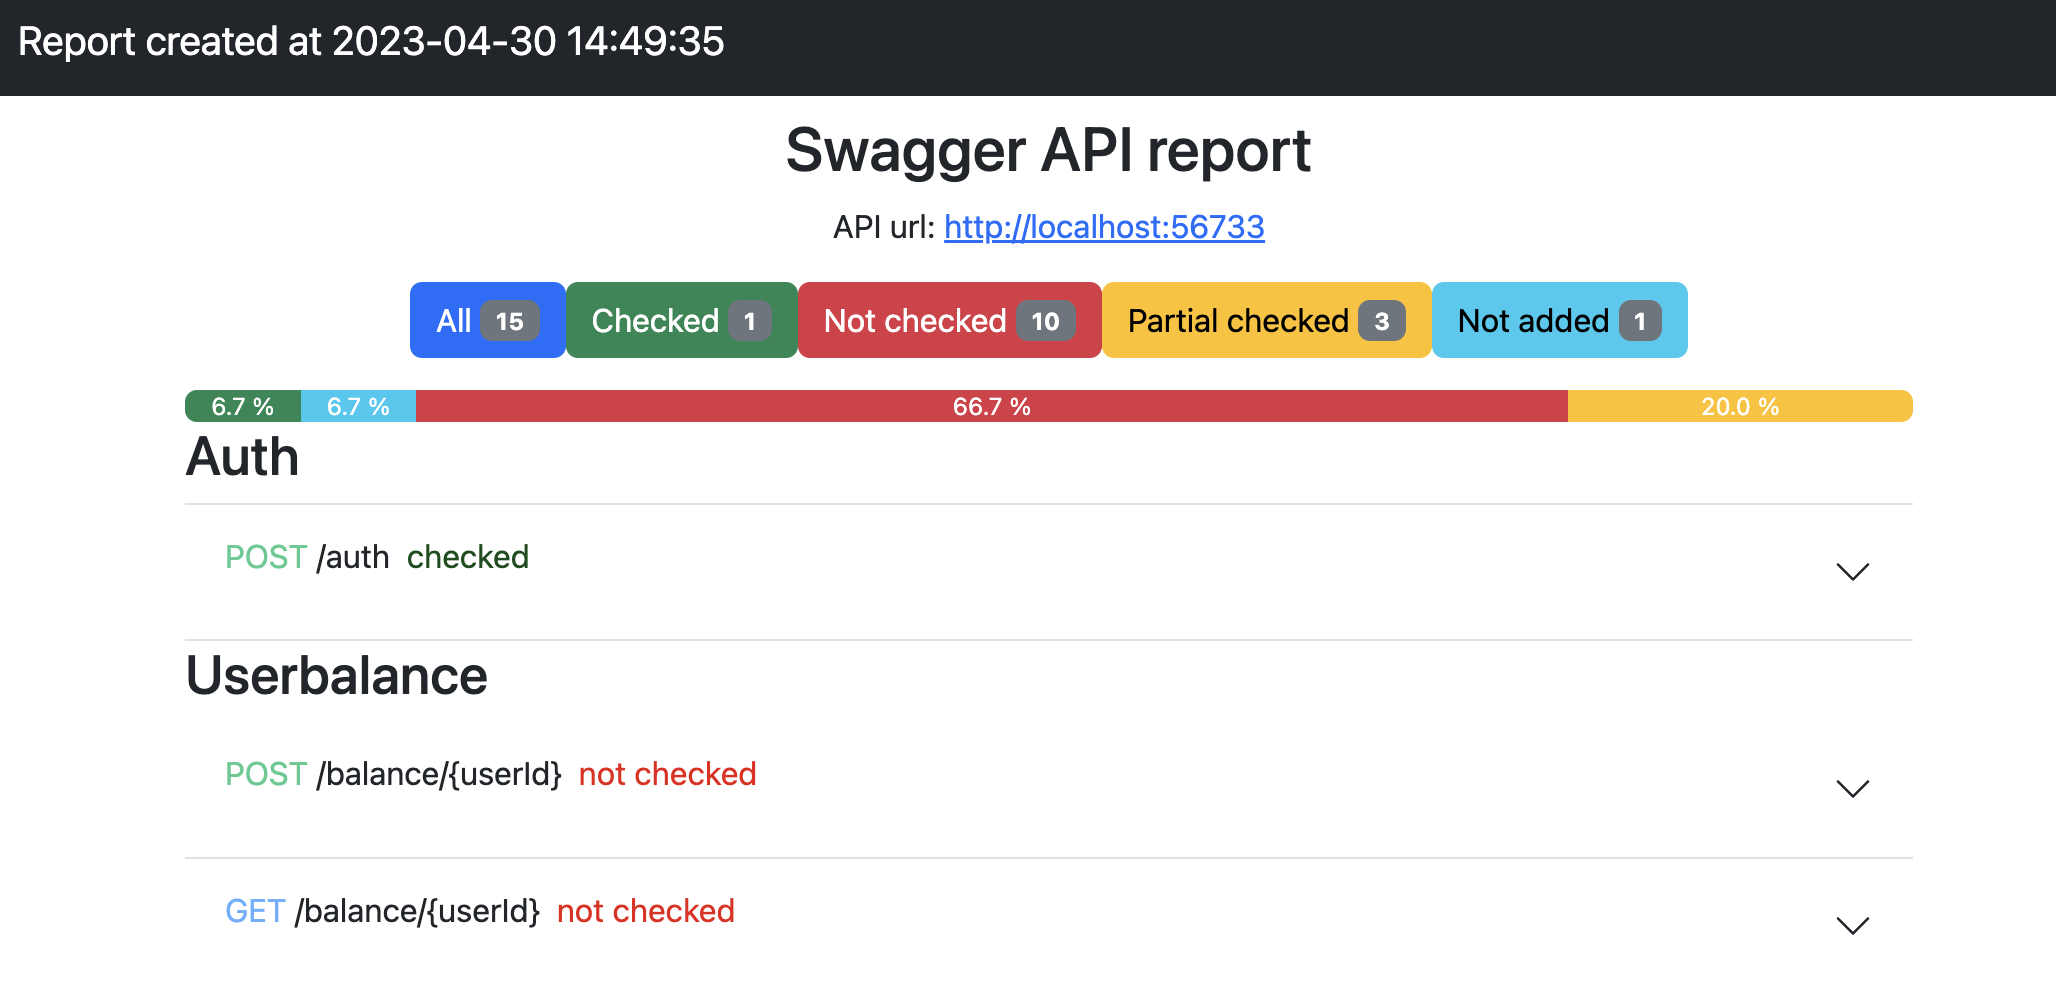 Report created at 2023-04-30 14:49:35
Swagger API report
API url: http://localhost:56733
All 15 Checked 1 Not checked 10 Partial checked 3 Not added 1
6.7 % 6.7 % 66.7 % 20.0 %
Auth
POST /auth checked
Userbalance
POST /balance/{userId} not checked
GET /balance/{userId} not checked